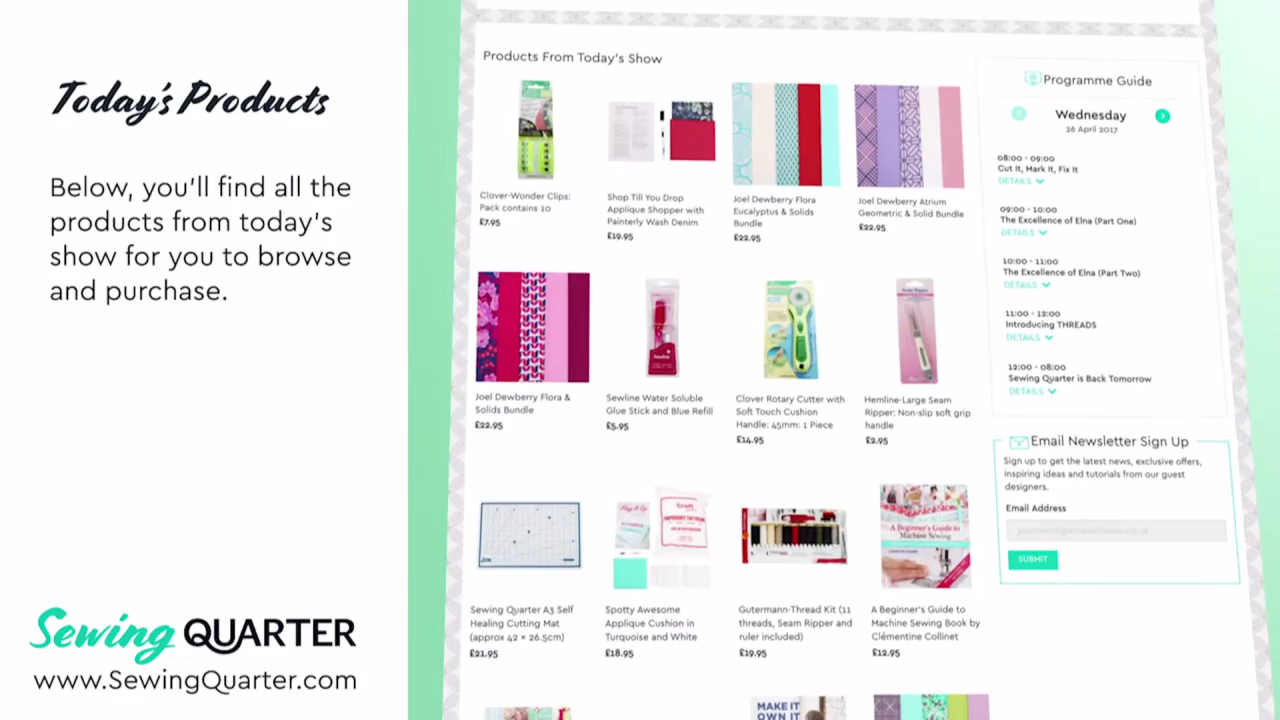 Today's Products
Below, you'll find all the
products from today's
show for you to browse
and purchase.
Sewing QUARTER
www.SewingQuarter.com
Products From Today's Show
Clover-Wonder Clips:
Pack contains 10
£7.95
Shop Till You Drop
Applique Shopper with
Painterly Wash Denim
£19.95
Joel Dewberry Flora
Eucalyptus & Solids
Bundle
£22.95
Joel Dewberry Atrium
Geometric & Solid Bundle
£22.95
Joel Dewberry Flora &
Solids Bundle
£22.95
Sewline Water Soluble
Glue Stick and Blue Refill
£5.95
Clover Rotary Cutter with
Soft Touch Cushion
Handle: 45mm: 1 Piece
£14.95
Hemline-Large Seam
Ripper: Non-slip soft grip
handle
£2.95
Sewing Quarter A3 Self
Healing Cutting Mat
(approx 42 × 26.5cm)
£21.95
Spotty Awesome
Applique Cushion in
Turquoise and White
£18.95
Gutermann-Thread Kit (11
threads, Seam Ripper and
ruler included)
£19.95
A Beginner's Guide to
Machine Sewing
A Beginner's Guide to
Machine Sewing Book by
Clémentine Collinet
£12.95
MAKE IT
OWN IT
Programme Guide
Wednesday
26 April 2017
08:00 - 09:00
Cut It, Mark It, Fix It
DETAILS
09:00 - 10:00
The Excellence of Elna (Part One)
DETAILS
10:00 - 11:00
The Excellence of Elna (Part Two)
DETAILS
11:00 - 12:00
Introducing THREADS
DETAILS
12:00 - 08:00
Sewing Quarter is Back Tomorrow
DETAILS
Email Newsletter Sign Up
Sign up to get the latest news, exclusive offers,
inspiring ideas and tutorials from our guest
designers.
Email Address
SUBMIT